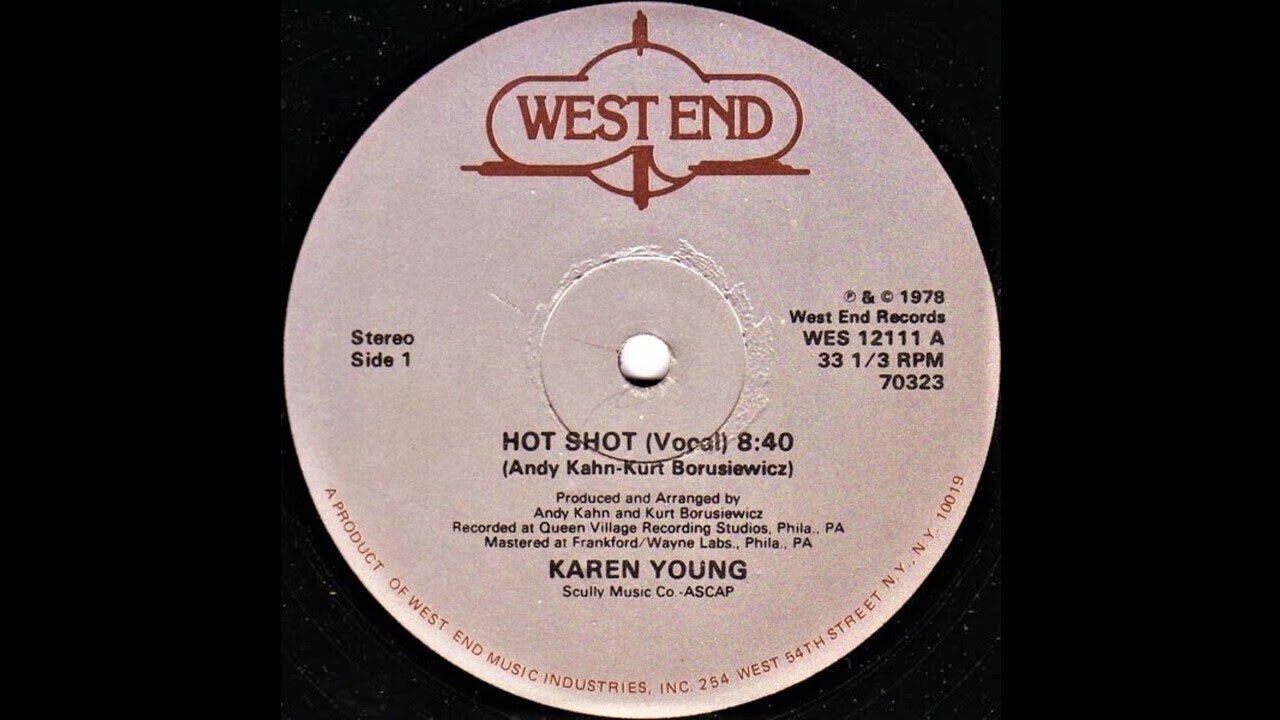 WEST END
Stereo
Side 1
℗ & © 1978
West End Records
WES 12111 A
33 1/3 RPM
70323
HOT SHOT (Vocal) 8:40
(Andy Kahn-Kurt Borusiewicz)
Produced and Arranged by
Andy Kahn and Kurt Borusiewicz
Recorded at Queen Village Recording Studios, Phila., PA
Mastered at Frankford/Wayne Labs., Phila., PA
KAREN YOUNG
Scully Music Co.-ASCAP
A PRODUCT OF WEST END MUSIC INDUSTRIES, INC. 254 WEST 54TH STREET N.Y., N.Y. 10019